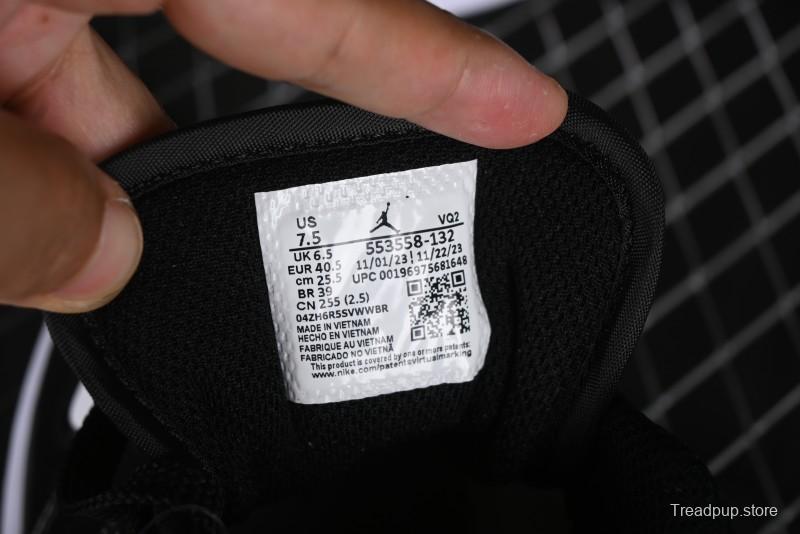 US
7.5
VQ2
UK 6.5
553558-132
EUR 40.5
11/01/23 | 11/22/23
cm 25.5
UPC 00196975681648
BR 39
CN 255 (2.5)
04ZH6R5SVWWBR
MADE IN VIETNAM
HECHO EN VIETNAM
FABRIQUE AU VIETNAM
FABRICADO NO VIETNÃ
This product is covered by one or more patents:
www.nike.com/patentsvirtualmarking
Treadpup.store